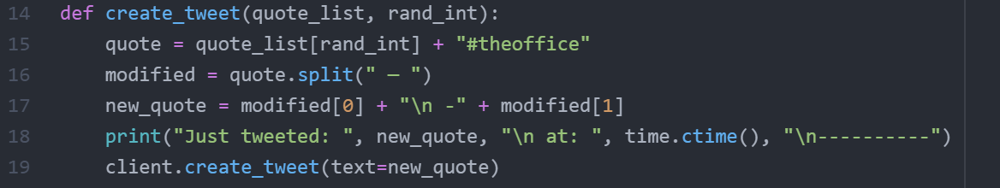 14 def create_tweet(quote_list, rand_int):
15     quote = quote_list[rand_int] + "#theoffice"
16     modified = quote.split(" — ")
17     new_quote = modified[0] + "\n -" + modified[1]
18     print("Just tweeted: ", new_quote, "\n at: ", time.ctime(), "\n----------")
19     client.create_tweet(text=new_quote)